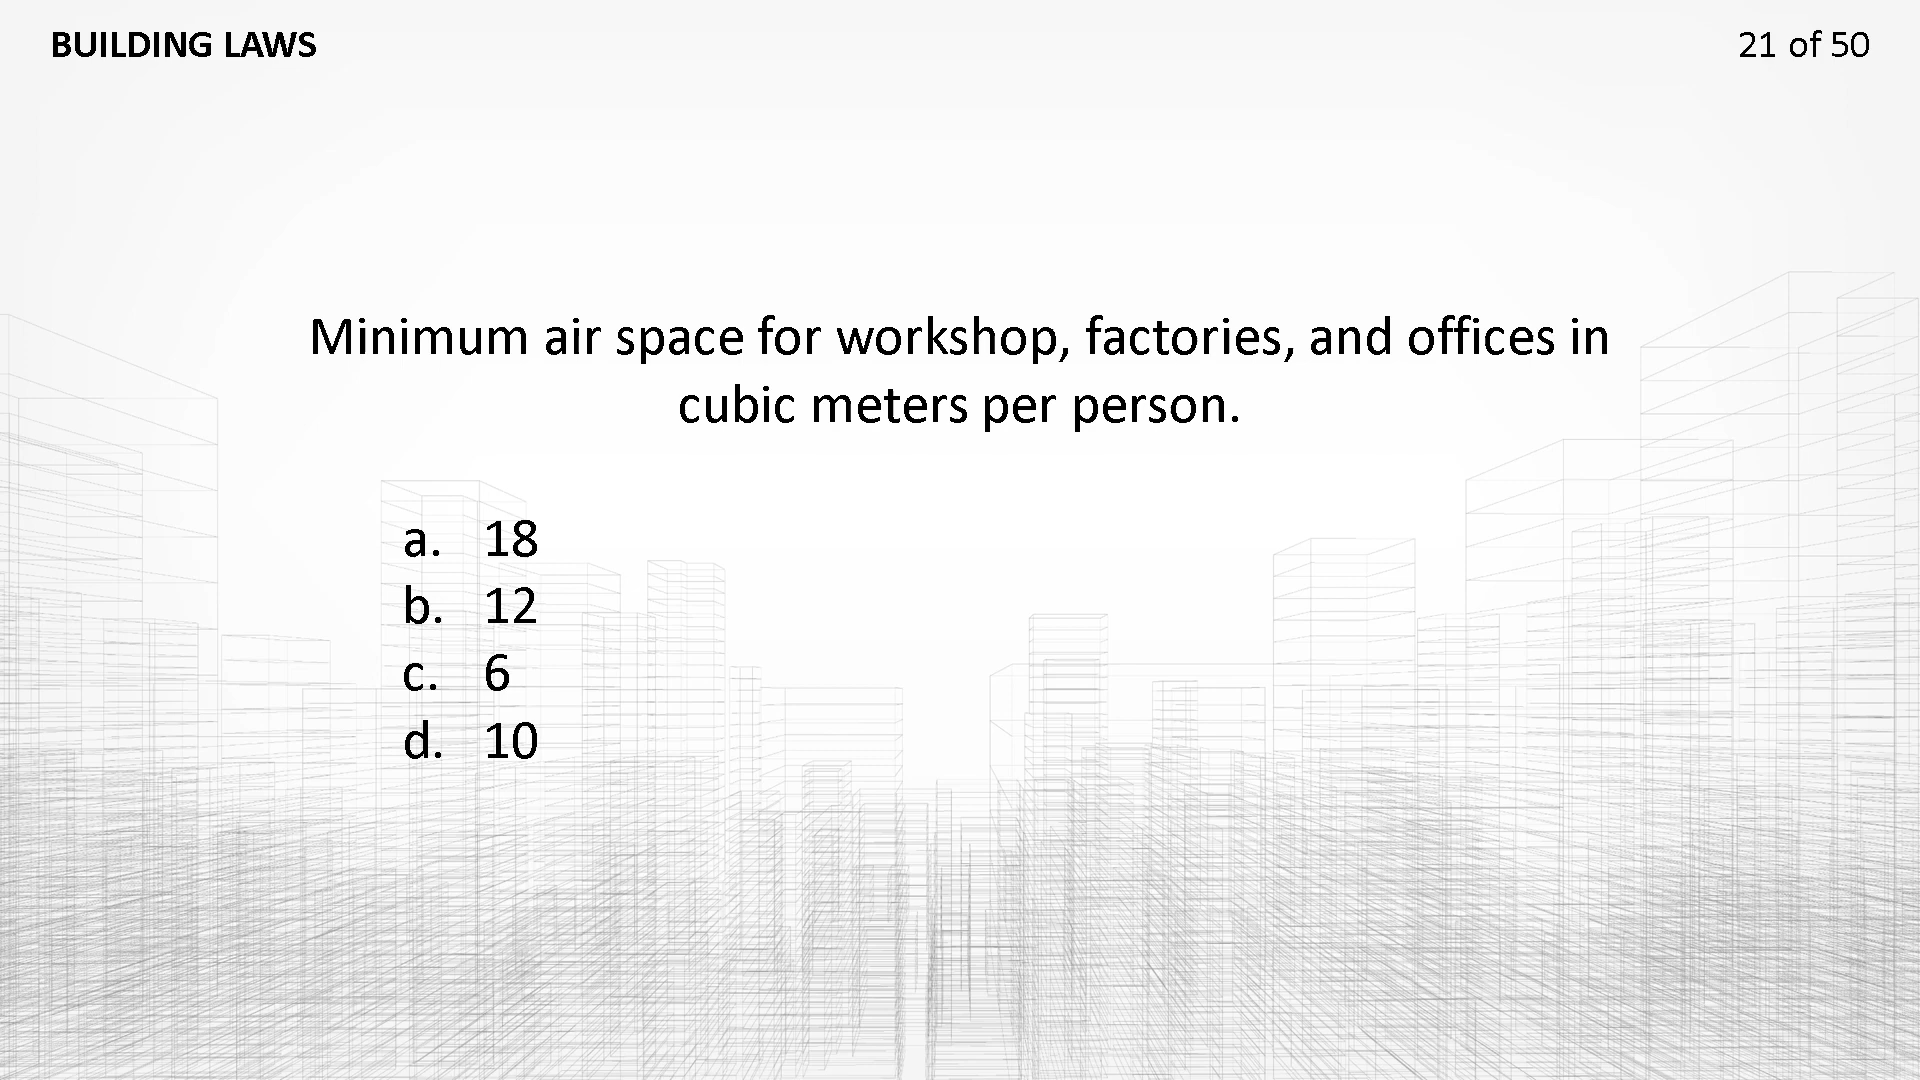 BUILDING LAWS
21 of 50
Minimum air space for workshop, factories, and offices in
cubic meters per person.
a. 18
b. 12
c. 6
d. 10